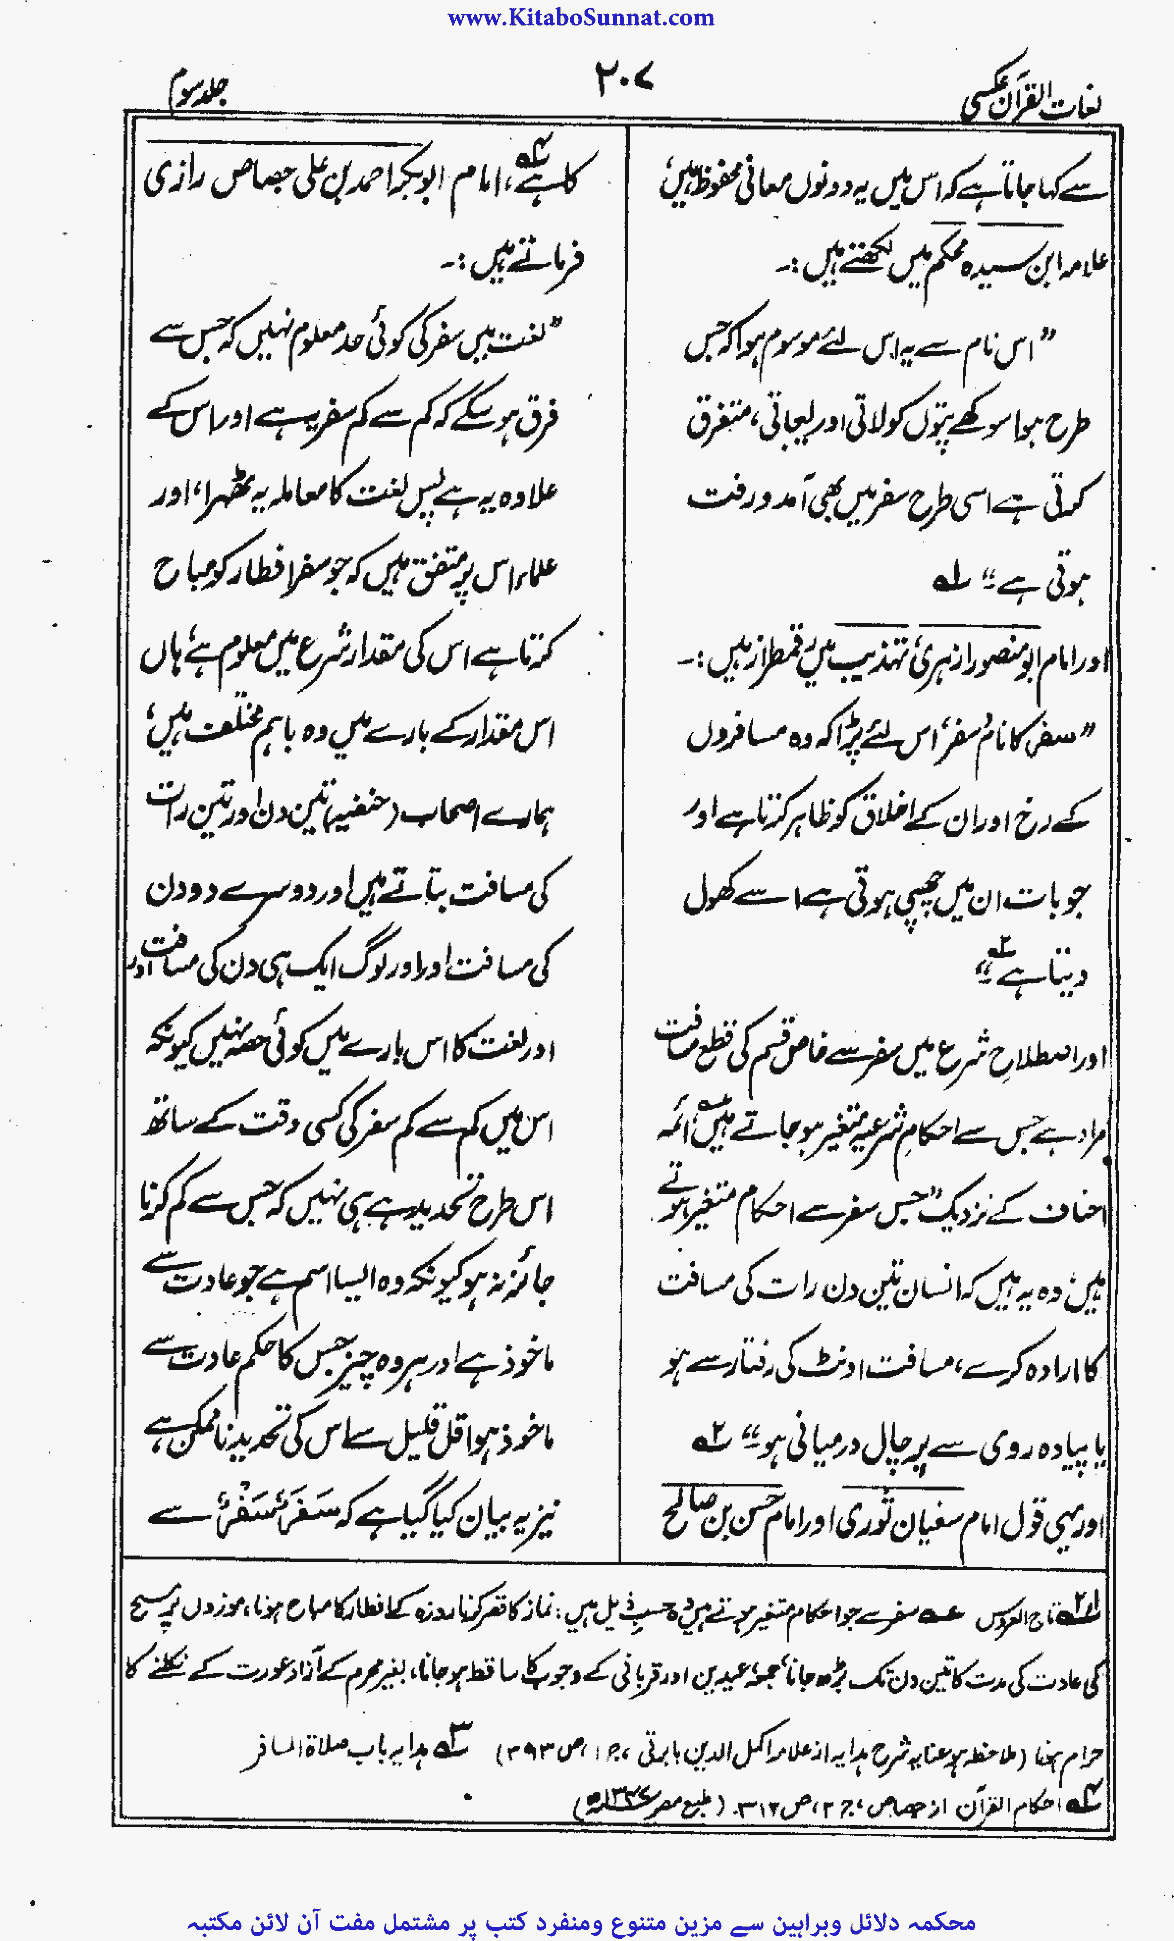 www.KitaboSunnat.com
لغات القرآن عکسی
۲۰۷
جلد سوم
سے کہا جاتا ہے کہ اس میں یہ دونوں معانی محفوظ ہیں،
علامہ ابن سیدہ محکم میں لکھتے ہیں :۔
”اس نام سے یہ اس لئے موسوم ہوا کہ جس
طرح ہوا سوکھے پتوں کو لاتی اور لیجاتی، متفرق
کرتی ہے اسی طرح سفر میں بھی آمد و رفت
ہوتی ہے“ ۱ہ
اور امام ابو منصور ازہری، تہذیب میں رقمطراز ہیں :۔
”سفر کا نام سفر، اس لئے پڑا کہ وہ مسافروں
کے رخ اور ان کے اخلاق کو ظاہر کرتا ہے اور
جو بات ان میں چھپی ہوتی ہے اسے کھول
دیتا ہے“ ۲ہ
اور اصطلاحِ شرع میں سفر سے خاص قسم کی قطع مسافت
مراد ہے جس سے احکامِ شرعیہ متغیر ہو جاتے ہیں، ائمہ
احناف کے نزدیک ”جس سفر سے احکام متغیر ہوتے
ہیں، وہ یہ ہیں کہ انسان تین دن رات کی مسافت
کا ارادہ کرے، مسافت اونٹ کی رفتار سے ہو
یا پیادہ روی سے پر چال درمیانی ہو“ ۲ہ
اور یہی قول امام سفیان ثوری اور امام حسن بن صالح
کا ہے ۴ہ، امام ابوبکر احمد بن علی جصاص رازی
فرماتے ہیں :۔
”لغت میں سفر کی کوئی حد معلوم نہیں کہ جس سے
فرق ہو سکے کہ کم سے کم سفر یہ ہے اور اس کے
علاوہ یہ ہے پس لغت کا معاملہ یہ ٹھہرا، اور
علماء اس پر متفق ہیں کہ جو سفر افطار کو مباح
کرتا ہے اس کی مقدار شرع میں معلوم ہے، ہاں
اس مقدار کے بارے میں وہ باہم مختلف ہیں،
ہمارے اصحاب (حنفیہ) تین دن اور تین رات
کی مسافت بتاتے ہیں اور دوسرے دو دن
کی مسافت اور اور لوگ ایک ہی دن کی مسافت اور
اور لغت کا اس بارے میں کوئی حصہ نہیں کیونکہ
اس میں کم سے کم سفر کی کسی وقت کے ساتھ
اس طرح تحدید ہے ہی نہیں کہ جس سے کم کرنا
جائز نہ ہو کیونکہ وہ ایسا اسم ہے جو عادت سے
ماخوذ ہے اور ہر وہ چیز جس کا حکم عادت سے
ماخوذ ہو اقل قلیل سے اس کی تحدید ناممکن ہے،
نیز یہ بیان کیا گیا ہے کہ سَفَرٌ، سَفْرٌ سے
۱ہ ۲ہ تاج العروس عہ سفر سے جو احکام متغیر ہوتے ہیں وہ حسبِ ذیل ہیں : نماز کا قصر کرنا، روزہ کے افطار کا مباح ہونا، موزوں پر مسح
کی عادت کی مدت کا تین دن تک بڑھ جانا، جمعہ، عیدین اور قربانی کے وجوب کا ساقط ہو جانا، بغیر محرم کے آزاد عورت کے نکلنے کا
حرام ہونا (ملاحظہ ہو عنایہ شرح ہدایہ از علامہ اکمل الدین بابرتی، ج ۱، ص ۳۹۳) ۳ہ ہدایہ باب صلاۃ المسافر
۴ہ احکام القرآن از جصاص، ج ۲، ص ۳۱۲۔ (طبع مصر
محکمہ دلائل وبراہین سے مزین متنوع ومنفرد کتب پر مشتمل مفت آن لائن مکتبہ